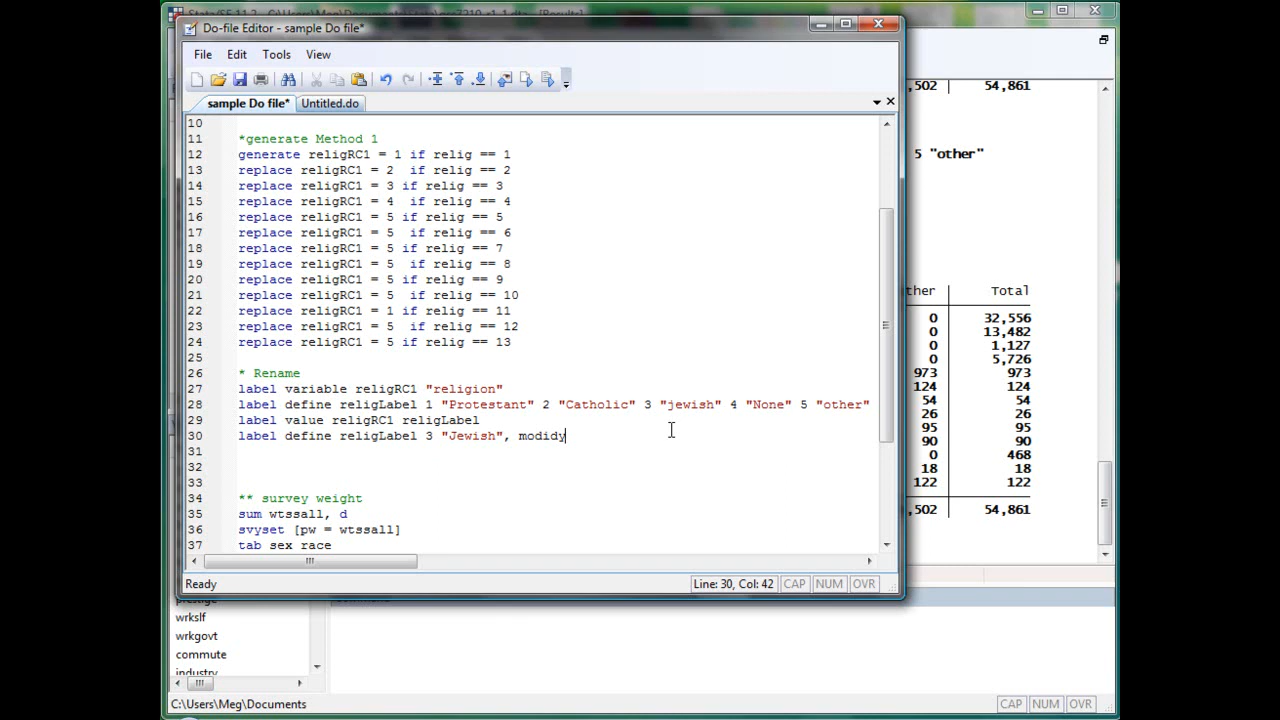 Do-file Editor - sample Do file*
File Edit Tools View
sample Do file* Untitled.do
10
11 *generate Method 1
12 generate religRC1 = 1 if relig == 1
13 replace religRC1 = 2  if relig == 2
14 replace religRC1 = 3 if relig == 3
15 replace religRC1 = 4  if relig == 4
16 replace religRC1 = 5  if relig == 5
17 replace religRC1 = 5  if relig == 6
18 replace religRC1 = 5 if relig == 7
19 replace religRC1 = 5  if relig == 8
20 replace religRC1 = 5 if relig == 9
21 replace religRC1 = 5  if relig == 10
22 replace religRC1 = 1 if relig == 11
23 replace religRC1 = 5  if relig == 12
24 replace religRC1 = 5 if relig == 13
25
26 * Rename
27 label variable religRC1 "religion"
28 label define religLabel 1 "Protestant" 2 "Catholic" 3 "jewish" 4 "None" 5 "other"
29 label value religRC1 religLabel
30 label define religLabel 3 "Jewish", modidy
31
32
33
34 ** survey weight
35 sum wtssall, d
36 svyset [pw = wtssall]
37 tab sex race
Ready Line: 30, Col: 42 CAP NUM OVR
,502 54,861
5 "other"
ther Total
0 32,556
0 13,482
0 1,127
0 5,726
973 973
124 124
26 26
95 95
90 90
0 468
18 18
122 122
,502 54,861
prestige
wrkslf
wrkgovt
commute
industry
C:\Users\Meg\Documents CAP NUM OVR